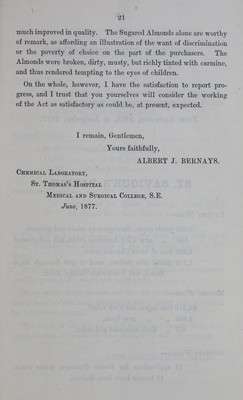 21
much improved in quality. The Sugared Almonds alone are worthy
of remark, as affording an illustration of the want of discrimination
or the poverty of choice on the part of the purchasers. The
Almonds were broken, dirty, musty, but richly tinted with carmine,
and thus rendered tempting to the eyes of children.
On the whole, however, I have the satisfaction to report pro-
gress, and I trust that you yourselves will consider the working
of the Act as satisfactory as could be, at present, expected.
I remain, Gentlemen,
Yours faithfully,
ALBERT J. BERNAYS.
Chemical Laboratory,
St. Thomas's Hospital
Medical and Surgical College, S.E.
June, 1877.